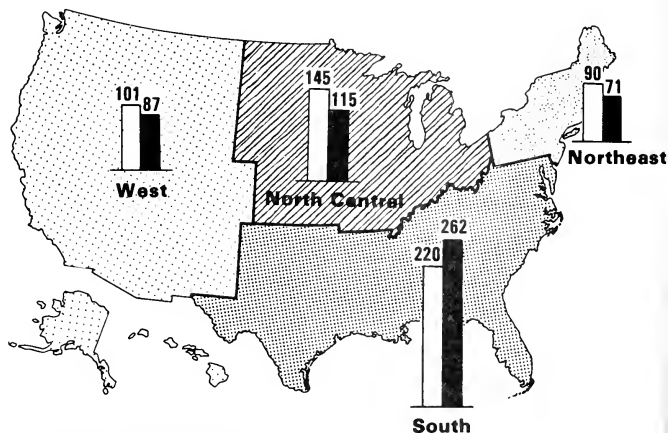 101 87
West
145 115
North Central
90 71
Northeast
220 262
South